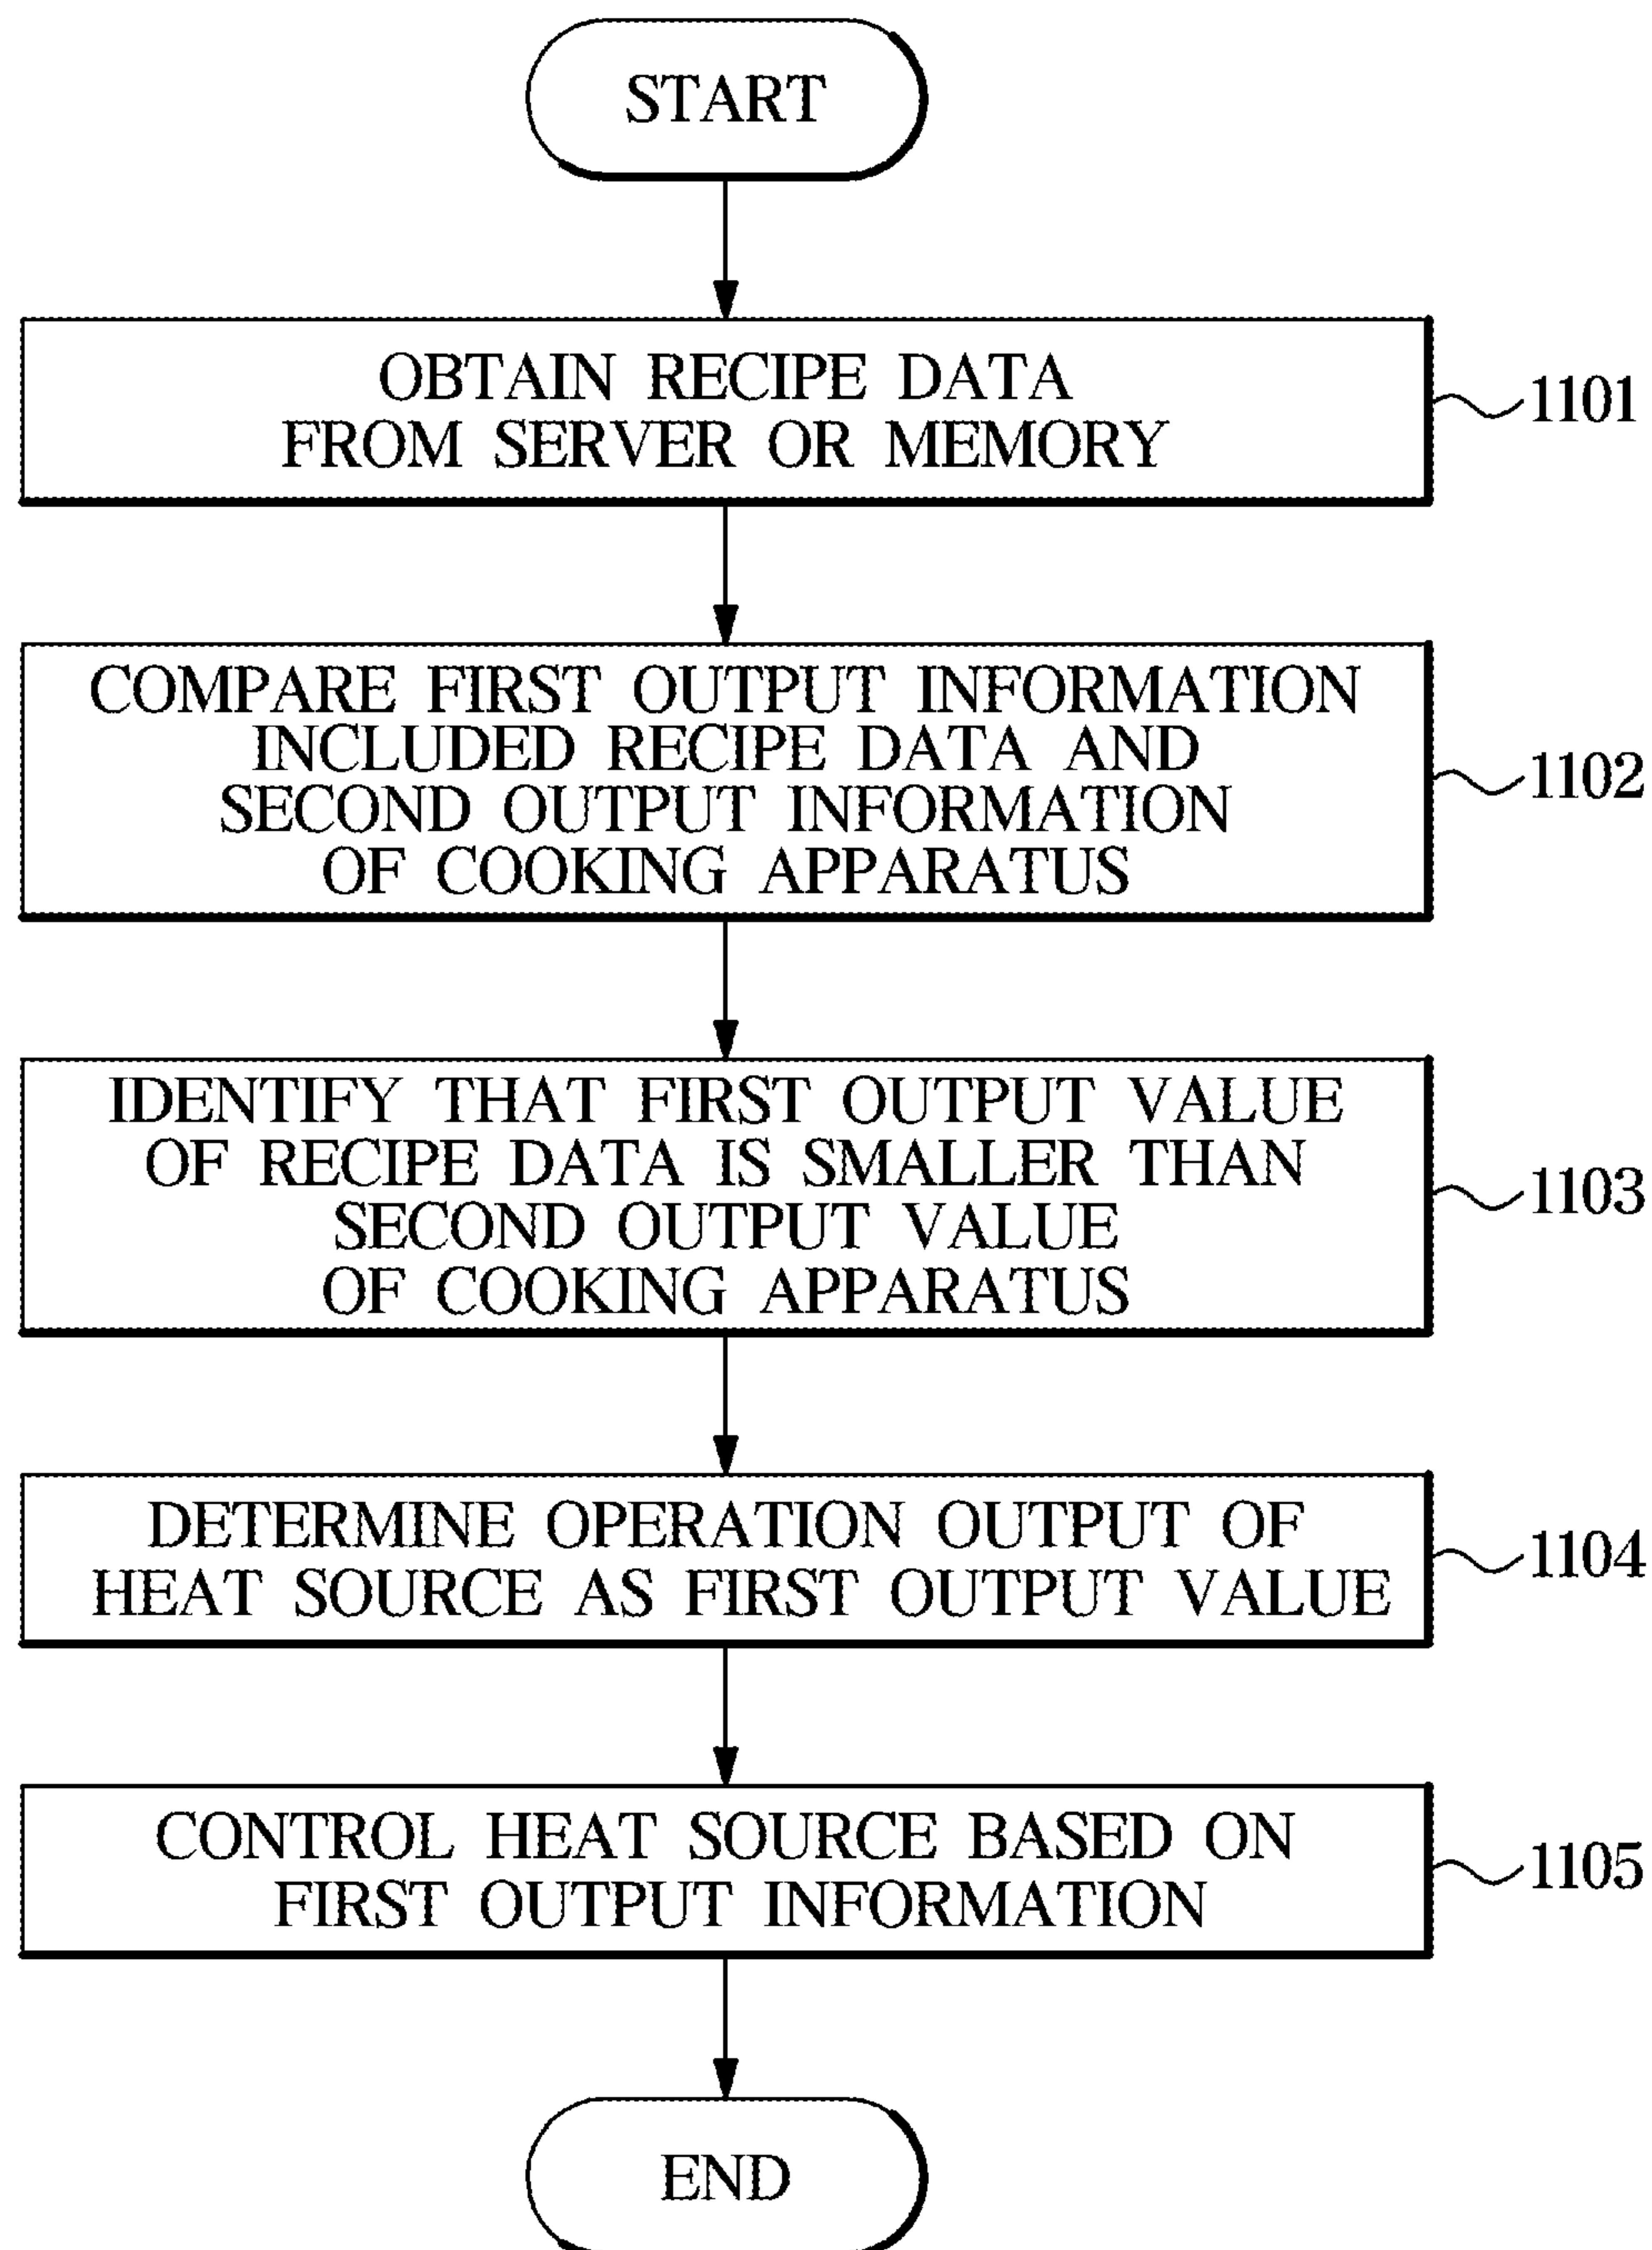 START
OBTAIN RECIPE DATA
FROM SERVER OR MEMORY
1101
COMPARE FIRST OUTPUT INFORMATION
INCLUDED RECIPE DATA AND
SECOND OUTPUT INFORMATION
OF COOKING APPARATUS
1102
IDENTIFY THAT FIRST OUTPUT VALUE
OF RECIPE DATA IS SMALLER THAN
SECOND OUTPUT VALUE
OF COOKING APPARATUS
1103
DETERMINE OPERATION OUTPUT OF
HEAT SOURCE AS FIRST OUTPUT VALUE
1104
CONTROL HEAT SOURCE BASED ON
FIRST OUTPUT INFORMATION
1105
END